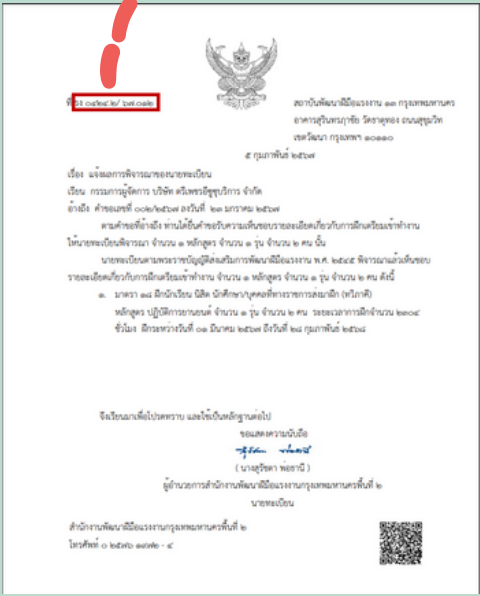 ที่ รง ๐๔๒๔.๒/ ๖๗.๐๑๒
สถาบันพัฒนาฝีมือแรงงาน ๑๓ กรุงเทพมหานคร
อาคารสุรินทราชัย วัดธาตุทอง ถนนสุขุมวิท
เขตวัฒนา กรุงเทพฯ ๑๐๑๑๐
๕ กุมภาพันธ์ ๒๕๖๗
เรื่อง แจ้งผลการพิจารณาของนายทะเบียน
เรียน กรรมการผู้จัดการ บริษัท ตรีเพชรอีซูซุบริการ จำกัด
อ้างถึง คำขอเลขที่ ๐๐๒/๒๕๖๗ ลงวันที่ ๒๓ มกราคม ๒๕๖๗
ตามคำขอที่อ้างถึง ท่านได้ยื่นคำขอรับความเห็นชอบรายละเอียดเกี่ยวกับการฝึกเตรียมเข้าทำงาน
ให้นายทะเบียนพิจารณา จำนวน ๑ หลักสูตร จำนวน ๑ รุ่น จำนวน ๒ คน นั้น
นายทะเบียนตามพระราชบัญญัติส่งเสริมการพัฒนาฝีมือแรงงาน พ.ศ. ๒๕๔๕ พิจารณาแล้วเห็นชอบ
รายละเอียดเกี่ยวกับการฝึกเตรียมเข้าทำงาน จำนวน ๑ หลักสูตร จำนวน ๑ รุ่น จำนวน ๒ คน ดังนี้
๑. มาตรา ๑๘ ฝึกนักเรียน นิสิต นักศึกษา/บุคคลที่ทางราชการส่งมาฝึก (ทวิภาคี)
หลักสูตร ปฏิบัติการยานยนต์ จำนวน ๑ รุ่น จำนวน ๒ คน ระยะเวลาการฝึกจำนวน ๒๓๐๔
ชั่วโมง ฝึกระหว่างวันที่ ๐๑ มีนาคม ๒๕๖๗ ถึงวันที่ ๒๘ กุมภาพันธ์ ๒๕๖๘
จึงเรียนมาเพื่อโปรดทราบ และใช้เป็นหลักฐานต่อไป
ขอแสดงความนับถือ
( นางสุรัชดา พ่อธานี )
ผู้อำนวยการสำนักงานพัฒนาฝีมือแรงงานกรุงเทพมหานครพื้นที่ ๒
นายทะเบียน
สำนักงานพัฒนาฝีมือแรงงานกรุงเทพมหานครพื้นที่ ๒
โทรศัพท์ ๐ ๒๕๗๖ ๑๙๗๒ - ๔